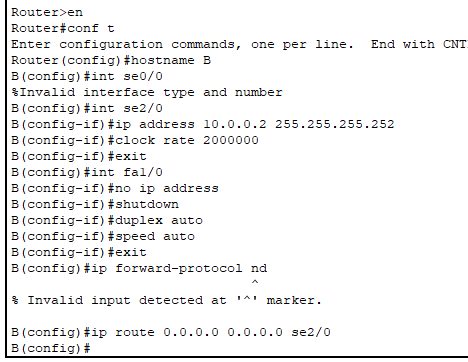 Router>en
Router#conf t
Enter configuration commands, one per line.  End with CNT
Router(config)#hostname B
B(config)#int se0/0
%Invalid interface type and number
B(config)#int se2/0
B(config-if)#ip address 10.0.0.2 255.255.255.252
B(config-if)#clock rate 2000000
B(config-if)#exit
B(config)#int fa1/0
B(config-if)#no ip address
B(config-if)#shutdown
B(config-if)#duplex auto
B(config-if)#speed auto
B(config-if)#exit
B(config)#ip forward-protocol nd
                              ^
% Invalid input detected at '^' marker.

B(config)#ip route 0.0.0.0 0.0.0.0 se2/0
B(config)#